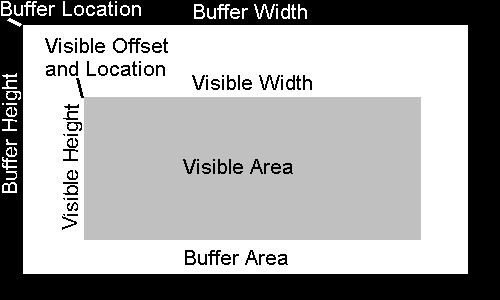 Buffer Location
Buffer Width
Visible Offset
and Location
Visible Width
Buffer Height
Visible Height
Visible Area
Buffer Area